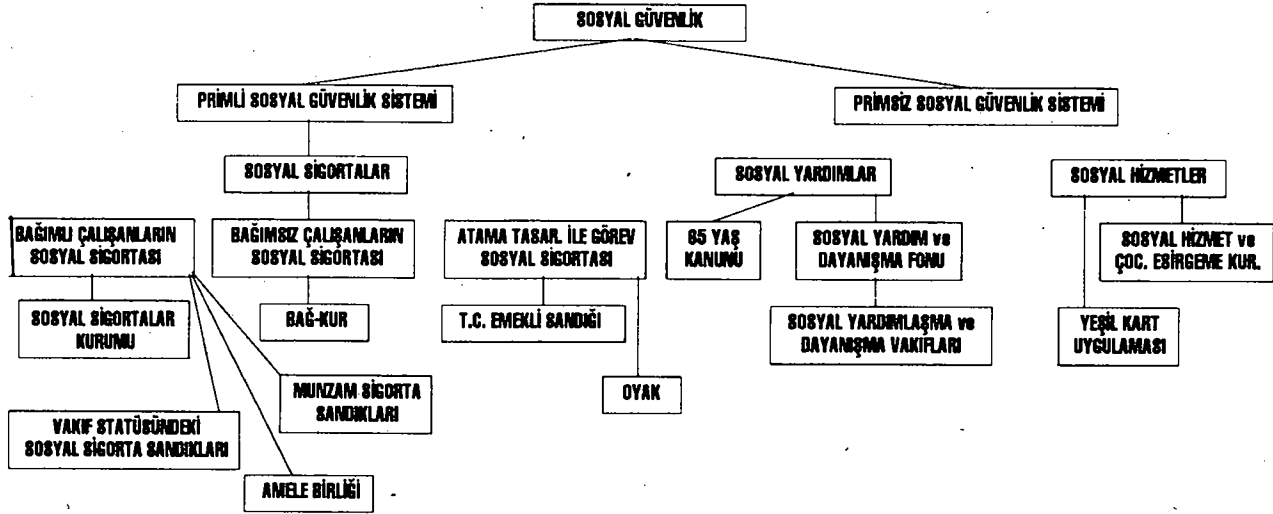 SOSYAL GÜVENLİK
PRİMLİ SOSYAL GÜVENLİK SİSTEMİ
PRİMSİZ SOSYAL GÜVENLİK SİSTEMİ
SOSYAL SİGORTALAR
SOSYAL YARDIMLAR
SOSYAL HİZMETLER
BAĞIMLI ÇALIŞANLARIN
SOSYAL SİGORTASI
BAĞIMSIZ ÇALIŞANLARIN
SOSYAL SİGORTASI
ATAMA TASAR. İLE GÖREV
SOSYAL SİGORTASI
65 YAŞ
KANUNU
SOSYAL YARDIM ve
DAYANIŞMA FONU
SOSYAL HİZMET ve
ÇOC. ESİRGEME KUR.
SOSYAL SİGORTALAR
KURUMU
BAĞ-KUR
T.C. EMEKLİ SANDIĞI
SOSYAL YARDIMLAŞMA ve
DAYANIŞMA VAKIFLARI
YEŞİL KART
UYGULAMASI
MUNZAM SİGORTA
SANDIKLARI
OYAK
VAKIF STATÜSÜNDEKİ
SOSYAL SİGORTA SANDIKLARI
AMELE BİRLİĞİ